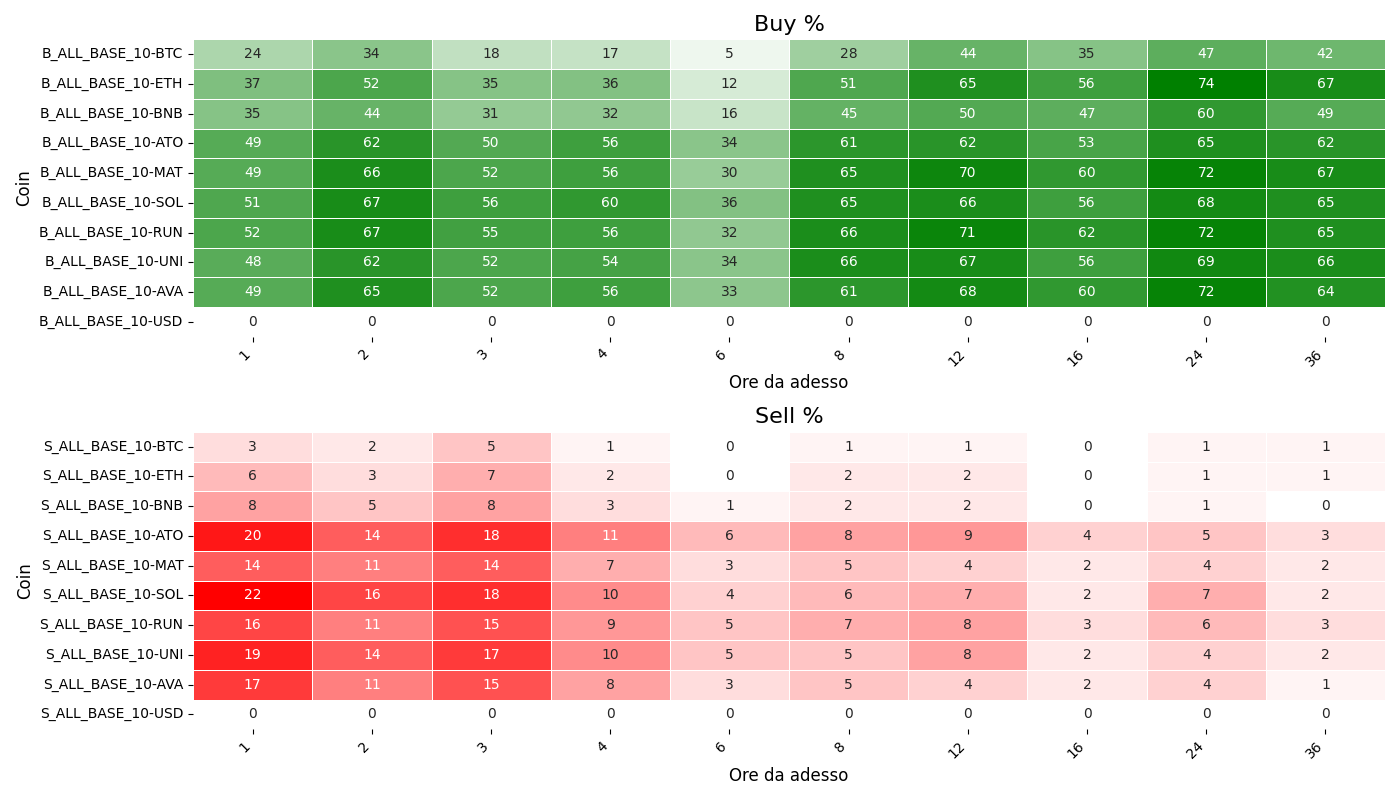 Buy %
Coin
B_ALL_BASE_10-BTC 24 34 18 17 5 28 44 35 47 42
B_ALL_BASE_10-ETH 37 52 35 36 12 51 65 56 74 67
B_ALL_BASE_10-BNB 35 44 31 32 16 45 50 47 60 49
B_ALL_BASE_10-ATO 49 62 50 56 34 61 62 53 65 62
B_ALL_BASE_10-MAT 49 66 52 56 30 65 70 60 72 67
B_ALL_BASE_10-SOL 51 67 56 60 36 65 66 56 68 65
B_ALL_BASE_10-RUN 52 67 55 56 32 66 71 62 72 65
B_ALL_BASE_10-UNI 48 62 52 54 34 66 67 56 69 66
B_ALL_BASE_10-AVA 49 65 52 56 33 61 68 60 72 64
B_ALL_BASE_10-USD 0 0 0 0 0 0 0 0 0 0
1 2 3 4 6 8 12 16 24 36
Ore da adesso
Sell %
Coin
S_ALL_BASE_10-BTC 3 2 5 1 0 1 1 0 1 1
S_ALL_BASE_10-ETH 6 3 7 2 0 2 2 0 1 1
S_ALL_BASE_10-BNB 8 5 8 3 1 2 2 0 1 0
S_ALL_BASE_10-ATO 20 14 18 11 6 8 9 4 5 3
S_ALL_BASE_10-MAT 14 11 14 7 3 5 4 2 4 2
S_ALL_BASE_10-SOL 22 16 18 10 4 6 7 2 7 2
S_ALL_BASE_10-RUN 16 11 15 9 5 7 8 3 6 3
S_ALL_BASE_10-UNI 19 14 17 10 5 5 8 2 4 2
S_ALL_BASE_10-AVA 17 11 15 8 3 5 4 2 4 1
S_ALL_BASE_10-USD 0 0 0 0 0 0 0 0 0 0
1 2 3 4 6 8 12 16 24 36
Ore da adesso